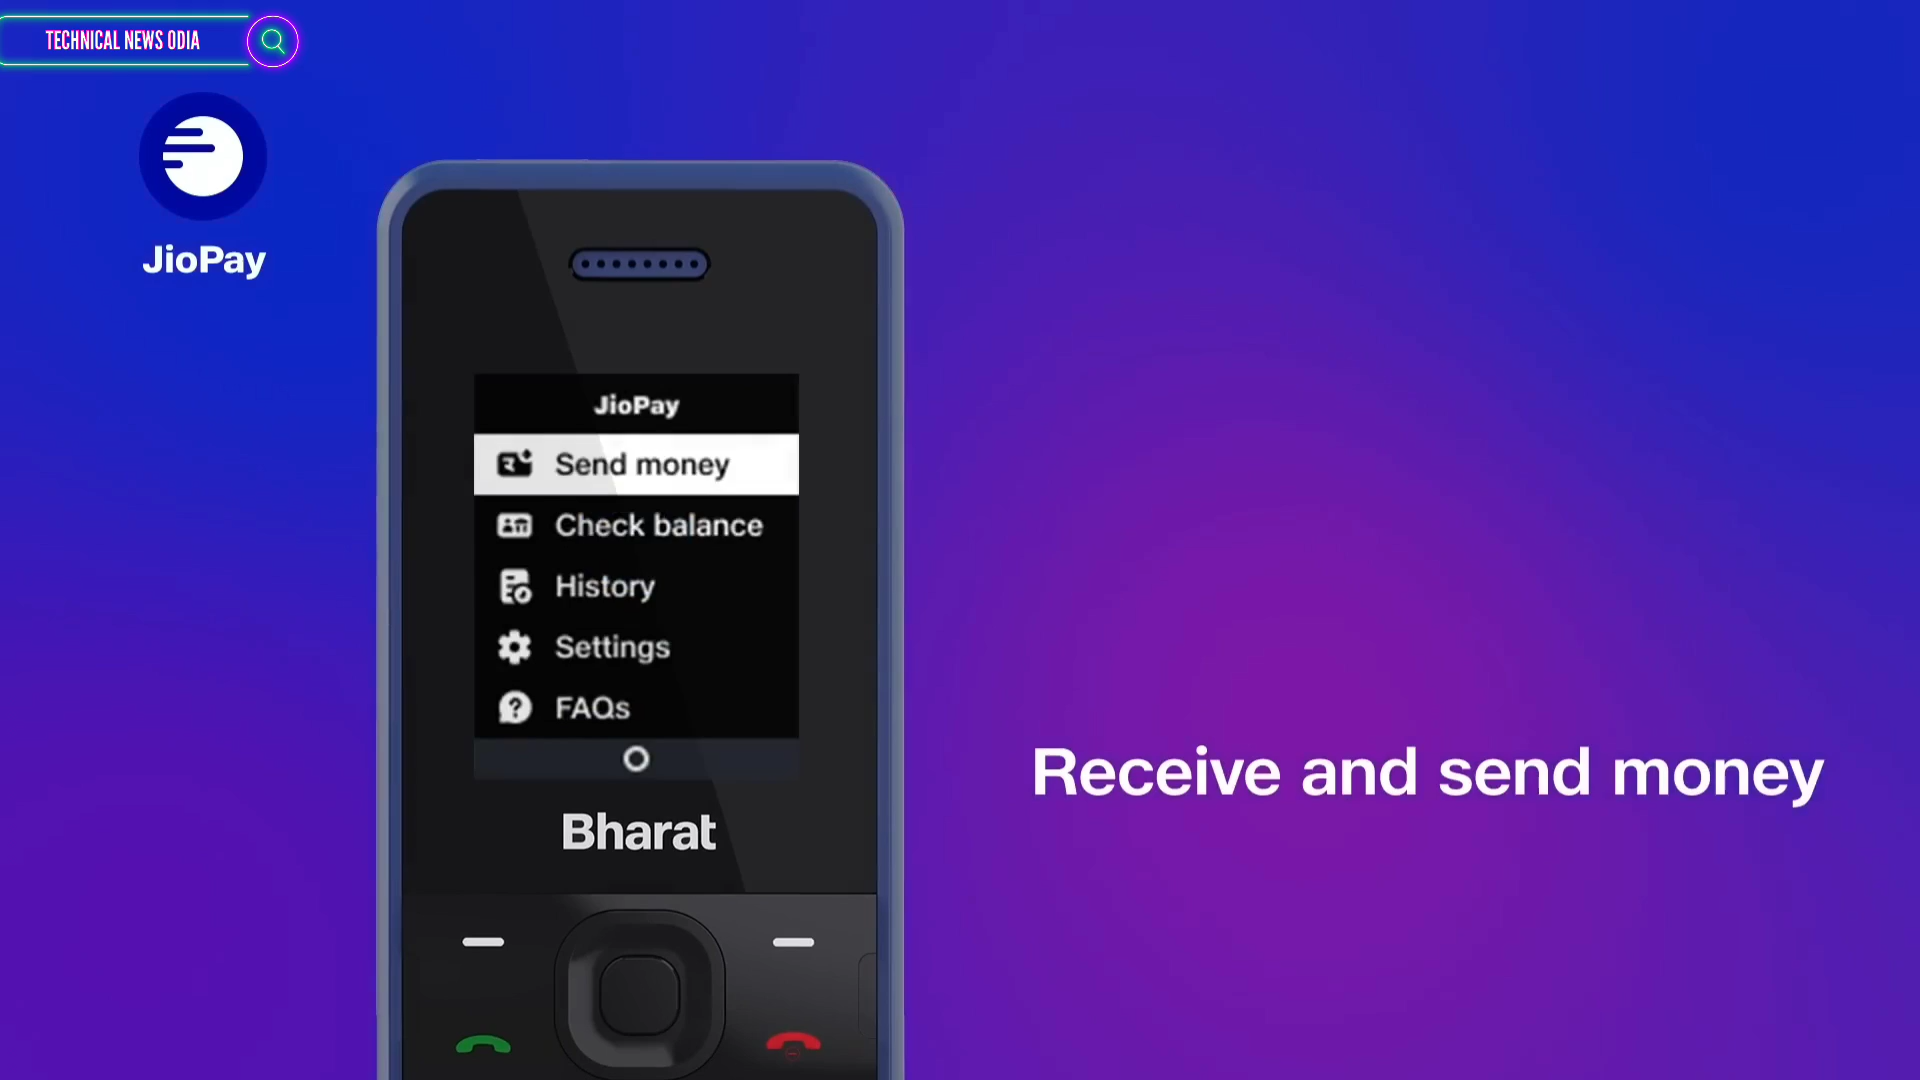 TECHNICAL NEWS ODIA
JioPay
JioPay
Send money
Check balance
History
Settings
FAQs
Bharat
Receive and send money